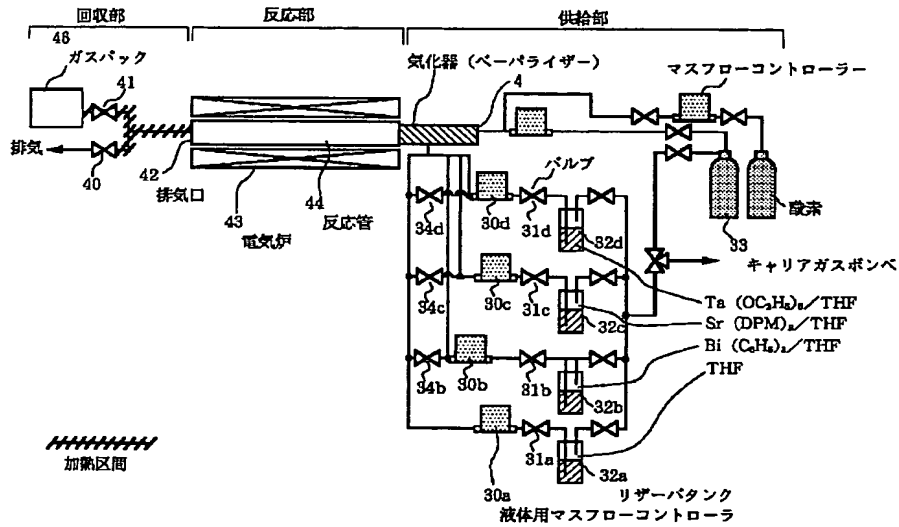 回収部
反応部
供給部
46
ガスパック
41
排気
40
42
排気口
43
電気炉
44
反応管
気化器（ベーパライザー）
4
マスフローコントローラー
バルブ
酸素
33
キャリアガスボンベ
34d
30d
31d
32d
Ta (OC₂H₅)₅／THF
34c
30c
31c
32c
Sr (DPM)₂／THF
34b
30b
31b
32b
Bi (C₆H₅)₃／THF
THF
30a
31a
32a
リザーバタンク
液体用マスフローコントローラ
加熱区間